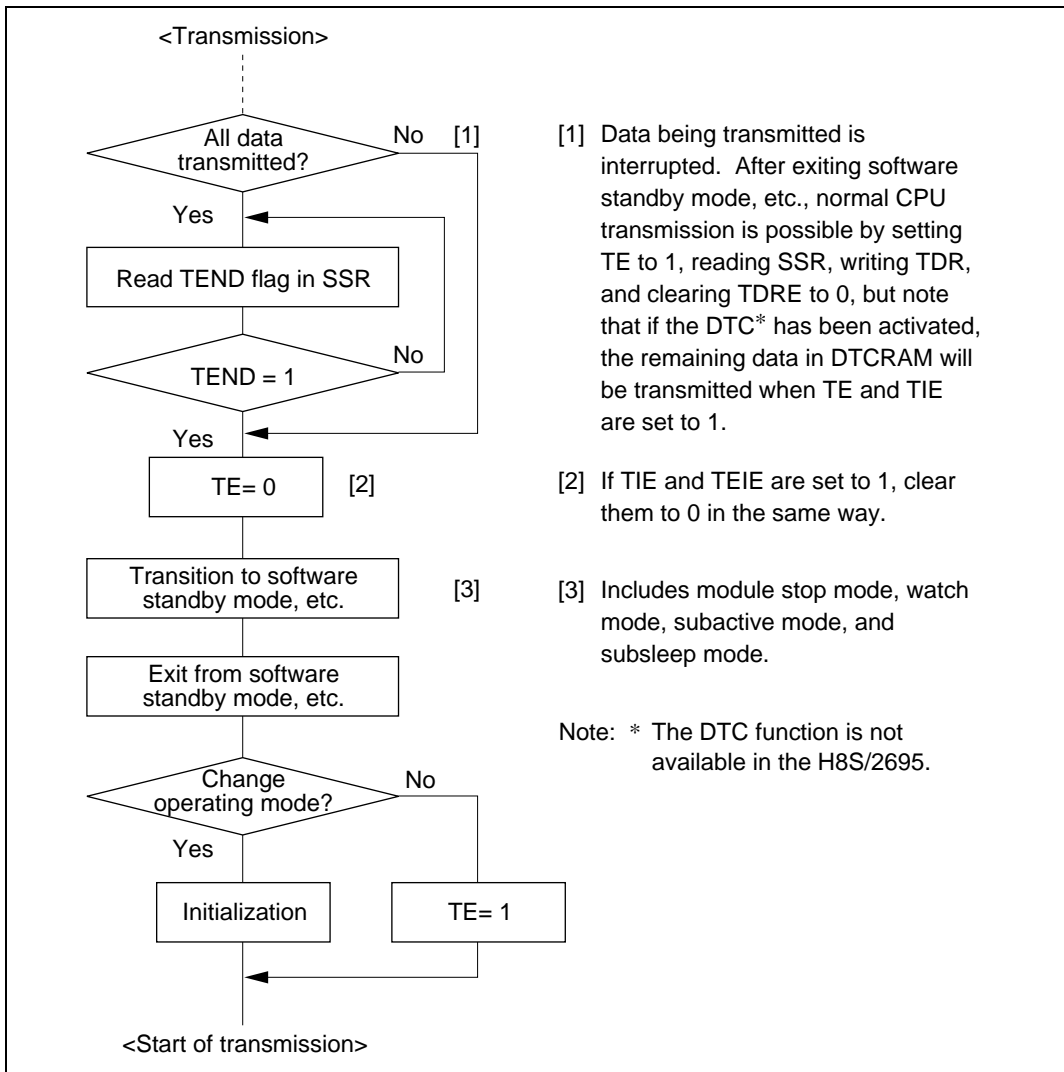 <Transmission>
All data
transmitted?
No
[1]
Yes
Read TEND flag in SSR
TEND = 1
No
Yes
TE= 0
[2]
Transition to software
standby mode, etc.
[3]
Exit from software
standby mode, etc.
Change
operating mode?
No
Yes
Initialization
TE= 1
<Start of transmission>
[1] Data being transmitted is
interrupted. After exiting software
standby mode, etc., normal CPU
transmission is possible by setting
TE to 1, reading SSR, writing TDR,
and clearing TDRE to 0, but note
that if the DTC* has been activated,
the remaining data in DTCRAM will
be transmitted when TE and TIE
are set to 1.
[2] If TIE and TEIE are set to 1, clear
them to 0 in the same way.
[3] Includes module stop mode, watch
mode, subactive mode, and
subsleep mode.
Note: * The DTC function is not
available in the H8S/2695.